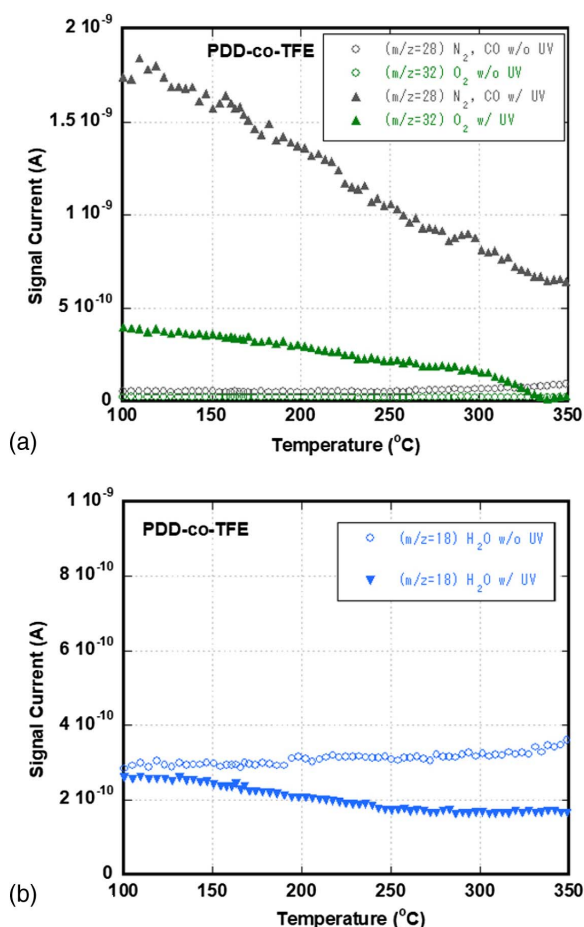 PDD-co-TFE
(m/z=28) N2, CO w/o UV
(m/z=32) O2 w/o UV
(m/z=28) N2, CO w/ UV
(m/z=32) O2 w/ UV
2 10-9
1.5 10-9
1 10-9
5 10-10
0
Signal Current (A)
100 150 200 250 300 350
Temperature (oC)
(a)
PDD-co-TFE
(m/z=18) H2O w/o UV
(m/z=18) H2O w/ UV
1 10-9
8 10-10
6 10-10
4 10-10
2 10-10
0
Signal Current (A)
100 150 200 250 300 350
Temperature (oC)
(b)